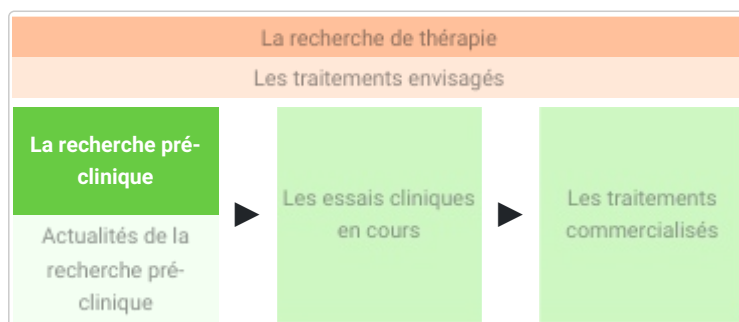 La recherche de thérapie
Les traitements envisagés
La recherche pré-
clinique
Actualités de la
recherche pré-
clinique
Les essais cliniques
en cours
Les traitements
commercialisés